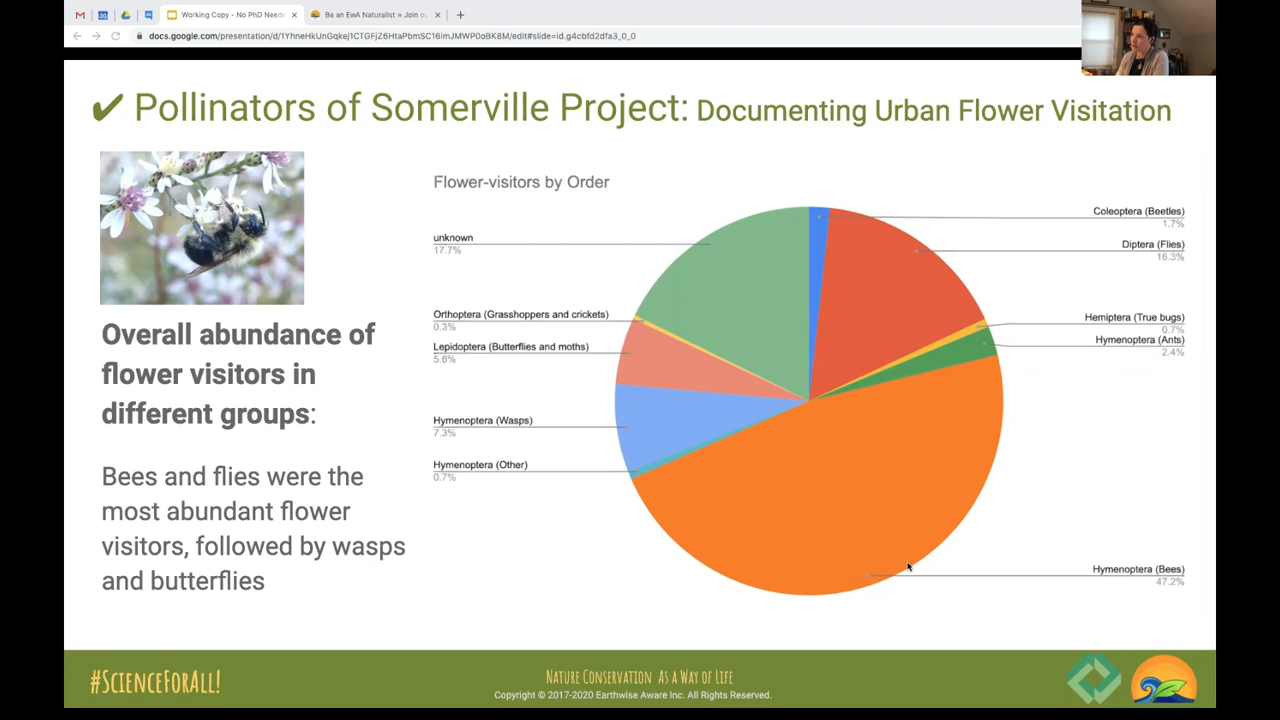 Working Copy - No PhD Neede
Be an EwA Naturalist » Join ou
docs.google.com/presentation/d/1YhneHkUnGqkej1CTGFjZ6HtaPbmSC16imJMWP0oBK8M/edit#slide=id.g4cbfd2dfa3_0_0
✔ Pollinators of Somerville Project: Documenting Urban Flower Visitation
Flower-visitors by Order
Coleoptera (Beetles)
1.7%
unknown
17.7%
Diptera (Flies)
16.3%
Orthoptera (Grasshoppers and crickets)
0.3%
Hemiptera (True bugs)
0.7%
Lepidoptera (Butterflies and moths)
5.6%
Hymenoptera (Ants)
2.4%
Hymenoptera (Wasps)
7.3%
Hymenoptera (Other)
0.7%
Hymenoptera (Bees)
47.2%
Overall abundance of
flower visitors in
different groups:
Bees and flies were the
most abundant flower
visitors, followed by wasps
and butterflies
#ScienceForAll!
Nature Conservation As a Way of Life
Copyright © 2017-2020 Earthwise Aware Inc. All Rights Reserved.